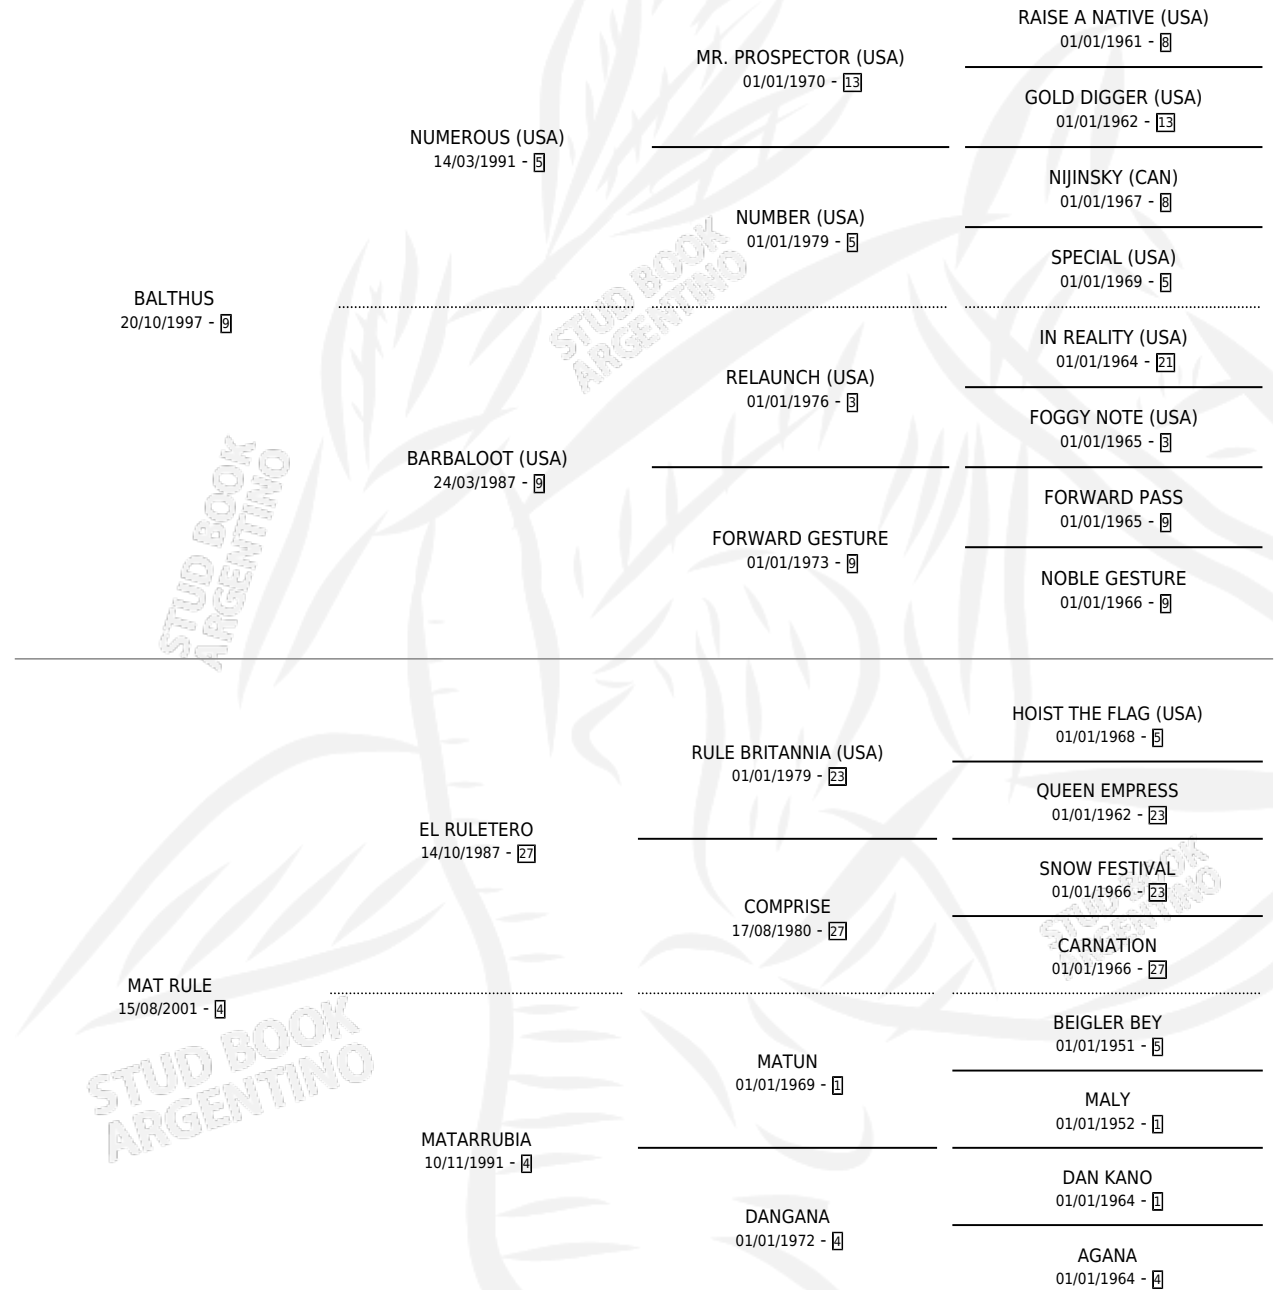 RAISE A NATIVE (USA)
01/01/1961 - 8
MR. PROSPECTOR (USA)
01/01/1970 - 13
GOLD DIGGER (USA)
01/01/1962 - 13
NUMEROUS (USA)
14/03/1991 - 5
NIJINSKY (CAN)
01/01/1967 - 8
NUMBER (USA)
01/01/1979 - 5
SPECIAL (USA)
01/01/1969 - 5
BALTHUS
20/10/1997 - 9
IN REALITY (USA)
01/01/1964 - 21
RELAUNCH (USA)
01/01/1976 - 3
FOGGY NOTE (USA)
01/01/1965 - 3
BARBALOOT (USA)
24/03/1987 - 9
FORWARD PASS
01/01/1965 - 9
FORWARD GESTURE
01/01/1973 - 9
NOBLE GESTURE
01/01/1966 - 9
HOIST THE FLAG (USA)
01/01/1968 - 5
RULE BRITANNIA (USA)
01/01/1979 - 23
QUEEN EMPRESS
01/01/1962 - 23
EL RULETERO
14/10/1987 - 27
SNOW FESTIVAL
01/01/1966 - 23
COMPRISE
17/08/1980 - 27
CARNATION
01/01/1966 - 27
MAT RULE
15/08/2001 - 4
BEIGLER BEY
01/01/1951 - 5
MATUN
01/01/1969 - 1
MALY
01/01/1952 - 1
MATARRUBIA
10/11/1991 - 4
DAN KANO
01/01/1964 - 1
DANGANA
01/01/1972 - 4
AGANA
01/01/1964 - 4
STUD BOOK
ARGENTINO
STUD BOOK
ARGENTINO
STUD BOOK
ARGENTINO
STUD BOOK
ARGENTINO